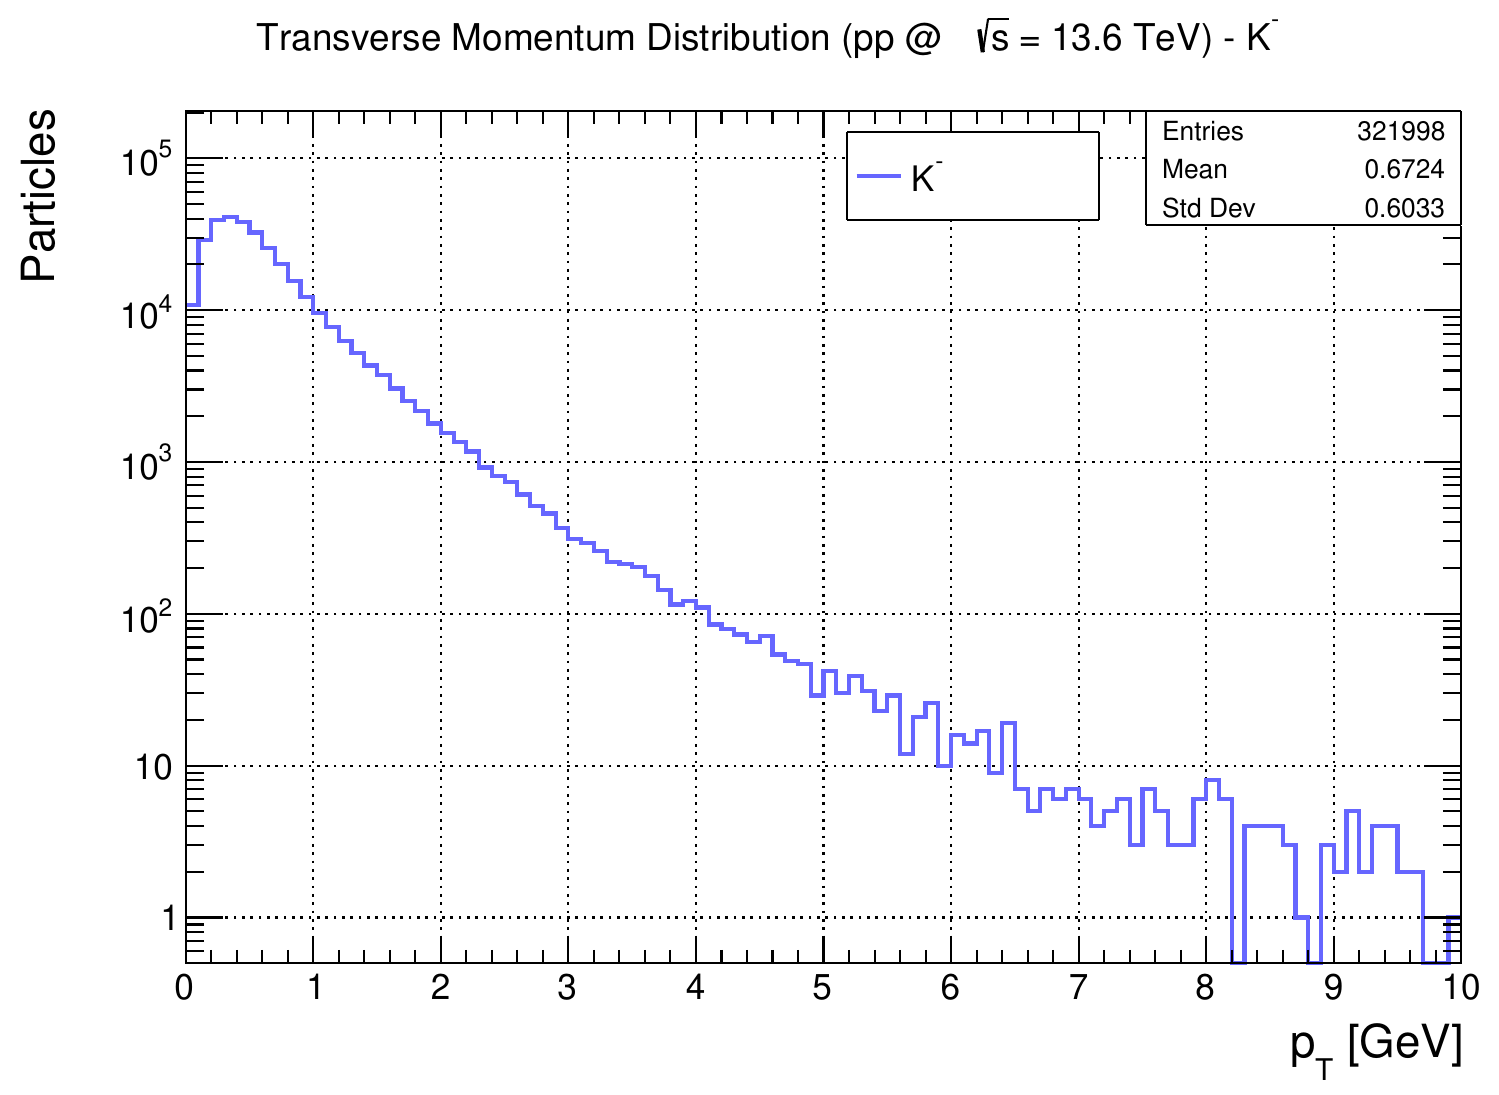 Transverse Momentum Distribution (pp @ √s = 13.6 TeV) - K⁻
Particles
K⁻
Entries 321998
Mean 0.6724
Std Dev 0.6033
10⁵
10⁴
10³
10²
10
1
0 1 2 3 4 5 6 7 8 9 10
p_T [GeV]